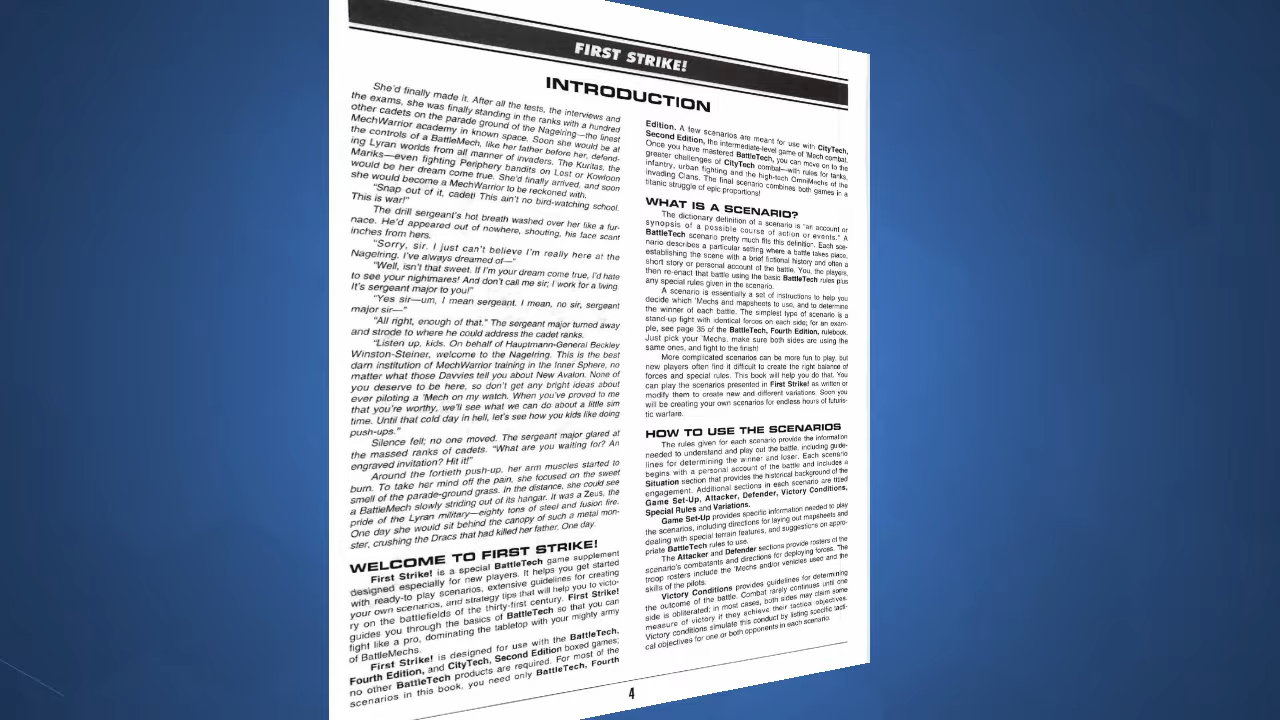 FIRST STRIKE!
INTRODUCTION
She'd finally made it. After all the tests, the interviews and
the exams, she was finally standing in the ranks with a hundred
other cadets on the parade ground of the Nagelring—the finest
MechWarrior academy in known space. Soon she would be at
the controls of a BattleMech, like her father before her, defend-
ing Lyran worlds from all manner of invaders. The Kuritas, the
Mariks—even fighting Periphery bandits on Lost or Kowloon
would be her dream come true. She'd finally arrived, and soon
she would become a MechWarrior to be reckoned with.
"Snap out of it, cadet! This ain't no bird-watching school.
This is war!"
The drill sergeant's hot breath washed over her like a fur-
nace. He'd appeared out of nowhere, shouting, his face scant
inches from hers.
"Sorry, sir. I just can't believe I'm really here at the
Nagelring. I've always dreamed of—"
"Well, isn't that sweet. If I'm your dream come true, I'd hate
to see your nightmares! And don't call me sir; I work for a living.
It's sergeant major to you!"
"Yes sir—um, I mean sergeant. I mean, no sir, sergeant
major sir—"
"All right, enough of that." The sergeant major turned away
and strode to where he could address the cadet ranks.
"Listen up, kids. On behalf of Hauptmann-General Beckley
Winston-Steiner, welcome to the Nagelring. This is the best
darn institution of MechWarrior training in the Inner Sphere, no
matter what those Davvies tell you about New Avalon. None of
you deserve to be here, so don't get any bright ideas about
ever piloting a 'Mech on my watch. When you've proved to me
that you're worthy, we'll see what we can do about a little sim
time. Until that cold day in hell, let's see how you kids like doing
push-ups."
Silence fell; no one moved. The sergeant major glared at
the massed ranks of cadets. "What are you waiting for? An
engraved invitation? Hit it!"
Around the fortieth push-up, her arm muscles started to
burn. To take her mind off the pain, she focused on the sweet
smell of the parade-ground grass. In the distance, she could see
a BattleMech slowly striding out of its hangar. It was a Zeus, the
pride of the Lyran military—eighty tons of steel and fusion fire.
One day she would sit behind the canopy of such a metal mon-
ster, crushing the Dracs that had killed her father. One day.
WELCOME TO FIRST STRIKE!
First Strike! is a special BattleTech game supplement
designed especially for new players. It helps you get started
with ready-to play scenarios, extensive guidelines for creating
your own scenarios, and strategy tips that will help you to victo-
ry on the battlefields of the thirty-first century. First Strike!
guides you through the basics of BattleTech so that you can
fight like a pro, dominating the tabletop with your mighty army
of BattleMechs.
First Strike! is designed for use with the BattleTech,
Fourth Edition, and CityTech, Second Edition boxed games;
no other BattleTech products are required. For most of the
scenarios in this book, you need only BattleTech, Fourth
Edition. A few scenarios are meant for use with CityTech,
Second Edition, the intermediate-level game of 'Mech combat.
Once you have mastered BattleTech, you can move on to the
greater challenges of CityTech combat—with rules for tanks,
infantry, urban fighting and the high-tech OmniMechs of the
invading Clans. The final scenario combines both games in a
titanic struggle of epic proportions!
WHAT IS A SCENARIO?
The dictionary definition of a scenario is "an account or
synopsis of a possible course of action or events." A
BattleTech scenario pretty much fits this definition. Each sce-
nario describes a particular setting where a battle takes place,
establishing the scene with a brief fictional history and often a
short story or personal account of the battle. You, the players,
then re-enact that battle using the basic BattleTech rules plus
any special rules given in the scenario.
A scenario is essentially a set of instructions to help you
decide which 'Mechs and mapsheets to use, and to determine
the winner of each battle. The simplest type of scenario is a
stand-up fight with identical forces on each side; for an exam-
ple, see page 35 of the BattleTech, Fourth Edition, rulebook.
Just pick your 'Mechs, make sure both sides are using the
same ones, and fight to the finish!
More complicated scenarios can be more fun to play, but
new players often find it difficult to create the right balance of
forces and special rules. This book will help you do that. You
can play the scenarios presented in First Strike! as written or
modify them to create new and different variations. Soon you
will be creating your own scenarios for endless hours of futuris-
tic warfare.
HOW TO USE THE SCENARIOS
The rules given for each scenario provide the information
needed to understand and play out the battle, including guide-
lines for determining the winner and loser. Each scenario
begins with a personal account of the battle and includes a
Situation section that provides the historical background of the
engagement. Additional sections in each scenario are titled
Game Set-Up, Attacker, Defender, Victory Conditions,
Special Rules and Variations.
Game Set-Up provides specific information needed to play
the scenarios, including directions for laying out mapsheets and
dealing with special terrain features, and suggestions on appro-
priate BattleTech rules to use.
The Attacker and Defender sections provide rosters of the
scenario's combatants and directions for deploying forces. The
troop rosters include the 'Mechs and/or vehicles used and the
skills of the pilots.
Victory Conditions provides guidelines for determining
the outcome of the battle. Combat rarely continues until one
side is obliterated; in most cases, both sides may claim some
measure of victory if they achieve their tactical objectives.
Victory conditions simulate this conduct by listing specific tacti-
cal objectives for one or both opponents in each scenario.
4